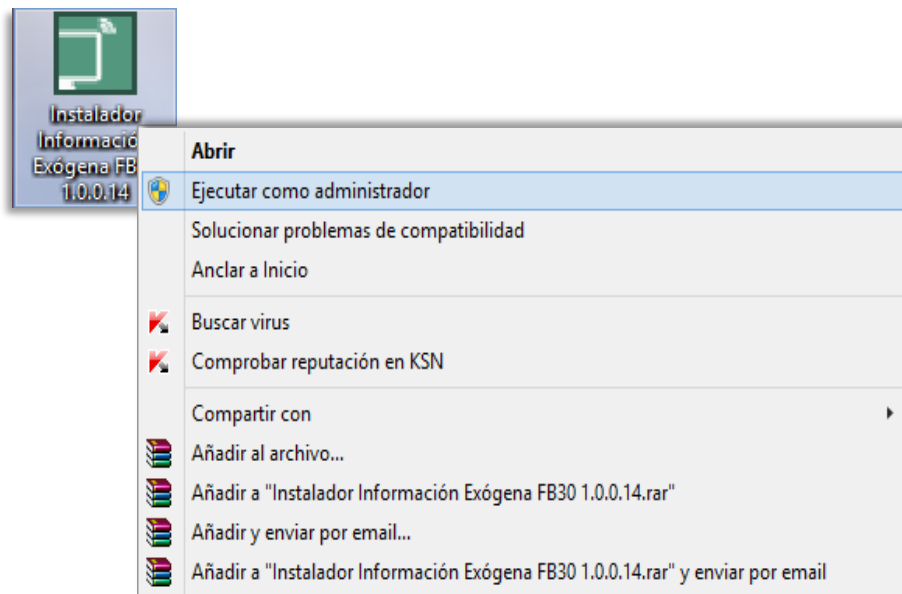 Instalador
Informació
Exógena FB
1.0.0.14
Abrir
Ejecutar como administrador
Solucionar problemas de compatibilidad
Anclar a Inicio
Buscar virus
Comprobar reputación en KSN
Compartir con
Añadir al archivo...
Añadir a "Instalador Información Exógena FB30 1.0.0.14.rar"
Añadir y enviar por email...
Añadir a "Instalador Información Exógena FB30 1.0.0.14.rar" y enviar por email